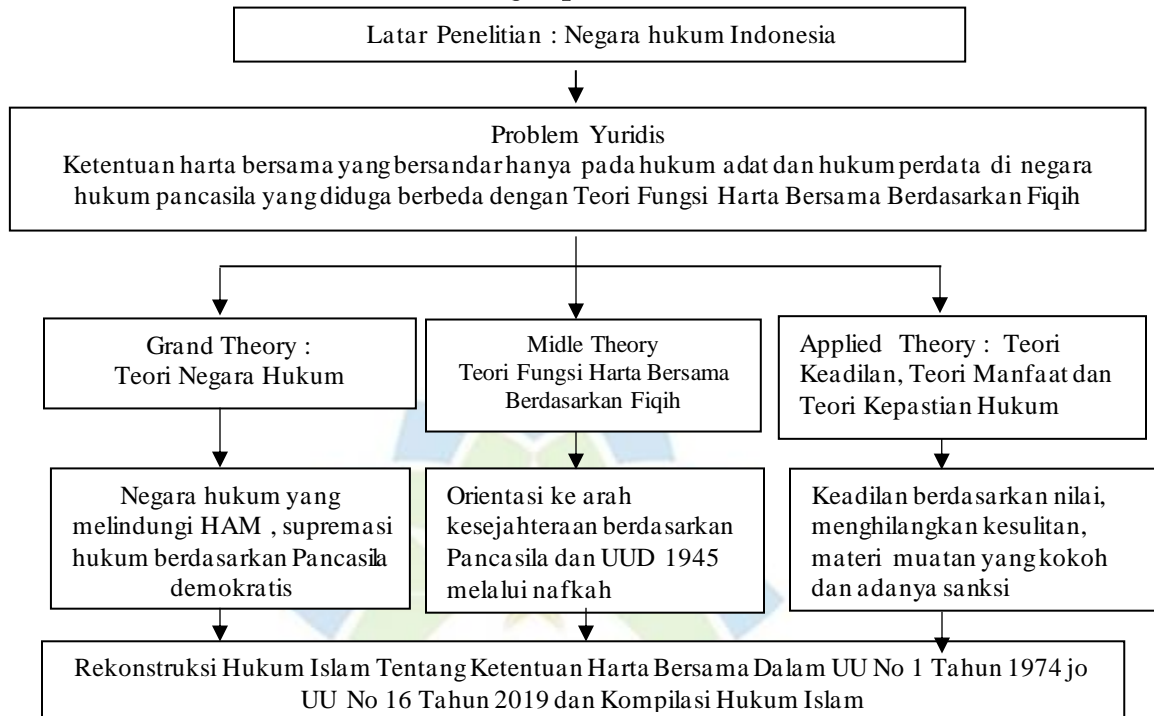 Latar Penelitian : Negara hukum Indonesia
Problem Yuridis
Ketentuan harta bersama yang bersandar hanya pada hukum adat dan hukum perdata di negara
hukum pancasila yang diduga berbeda dengan Teori Fungsi Harta Bersama Berdasarkan Fiqih
Grand Theory :
Teori Negara Hukum
Midle Theory
Teori Fungsi Harta Bersama
Berdasarkan Fiqih
Applied Theory : Teori
Keadilan, Teori Manfaat dan
Teori Kepastian Hukum
Negara hukum yang
melindungi HAM , supremasi
hukum berdasarkan Pancasila
demokratis
Orientasi ke arah
kesejahteraan berdasarkan
Pancasila dan UUD 1945
melalui nafkah
Keadilan berdasarkan nilai,
menghilangkan kesulitan,
materi muatan yang kokoh
dan adanya sanksi
Rekonstruksi Hukum Islam Tentang Ketentuan Harta Bersama Dalam UU No 1 Tahun 1974 jo
UU No 16 Tahun 2019 dan Kompilasi Hukum Islam